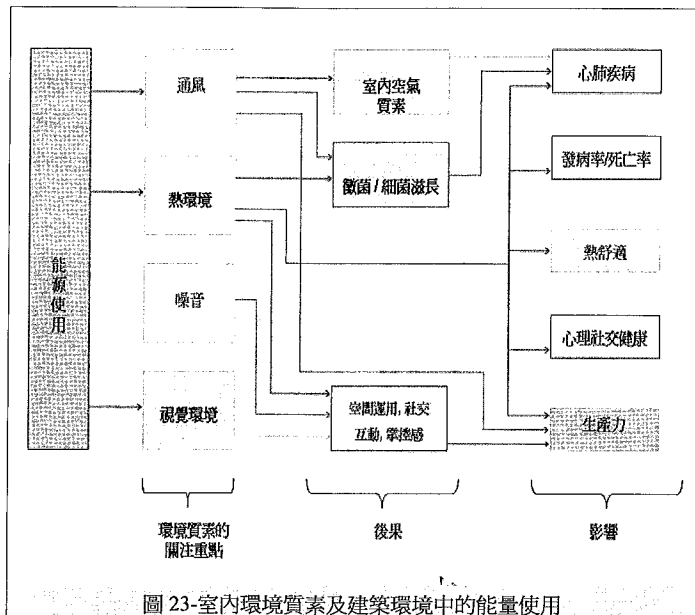 能源使用
通風
熱環境
噪音
視覺環境
環境質素的
關注重點
室內空氣
質素
黴菌 / 細菌滋長
空間運用, 社交
互動, 掌控感
後果
心肺疾病
發病率/死亡率
熱舒適
心理社交健康
生產力
影響
圖 23-室內環境質素及建築環境中的能量使用